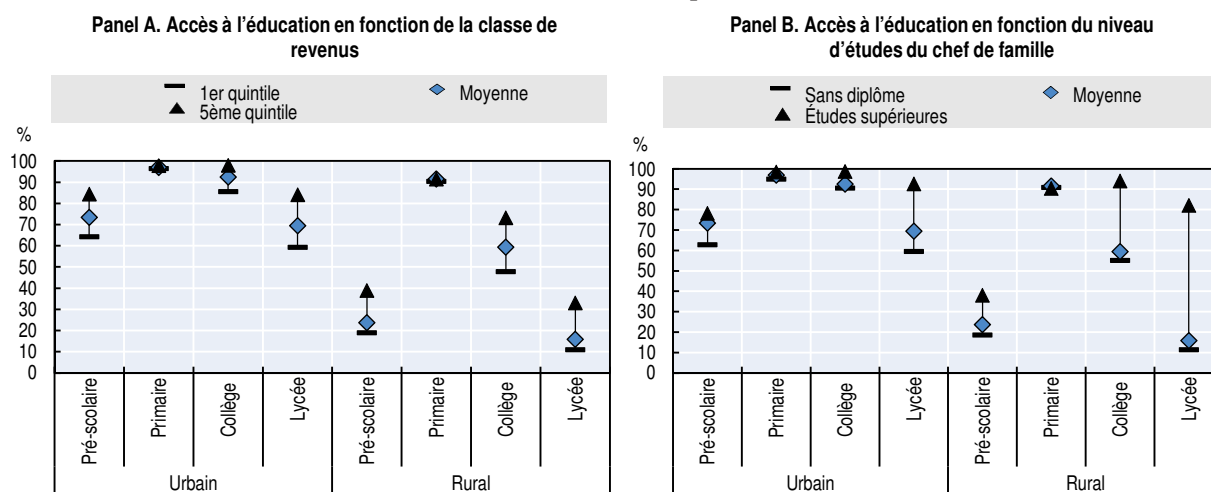 Panel A. Accès à l'éducation en fonction de la classe de
revenus
1er quintile
Moyenne
5ème quintile
%
100
90
80
70
60
50
40
30
20
10
0
Pré-scolaire
Primaire
Collège
Lycée
Pré-scolaire
Primaire
Collège
Lycée
Urbain
Rural
Panel B. Accès à l'éducation en fonction du niveau
d'études du chef de famille
Sans diplôme
Moyenne
Études supérieures
%
100
90
80
70
60
50
40
30
20
10
0
Pré-scolaire
Primaire
Collège
Lycée
Pré-scolaire
Primaire
Collège
Lycée
Urbain
Rural